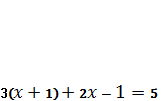 3(x + 1) + 2x – 1 = 5